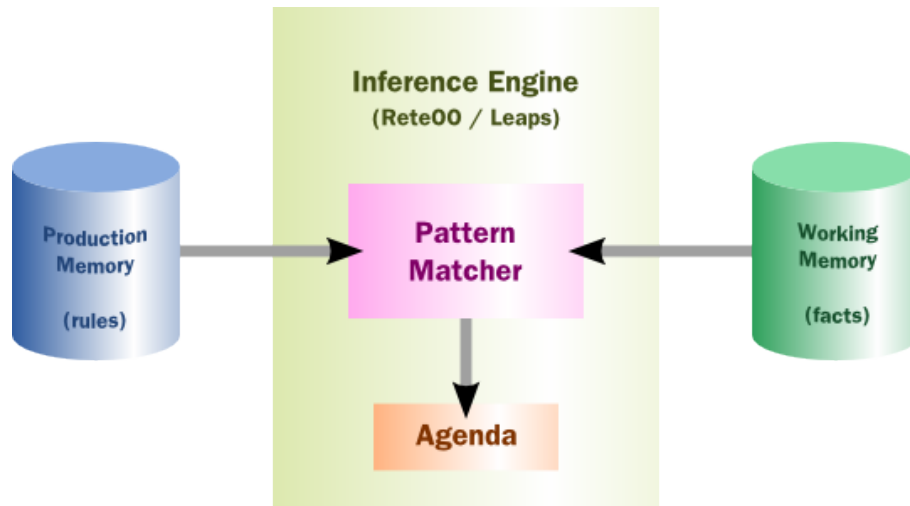 Inference Engine
(ReteOO / Leaps)
Production
Memory
(rules)
Pattern
Matcher
Working
Memory
(facts)
Agenda